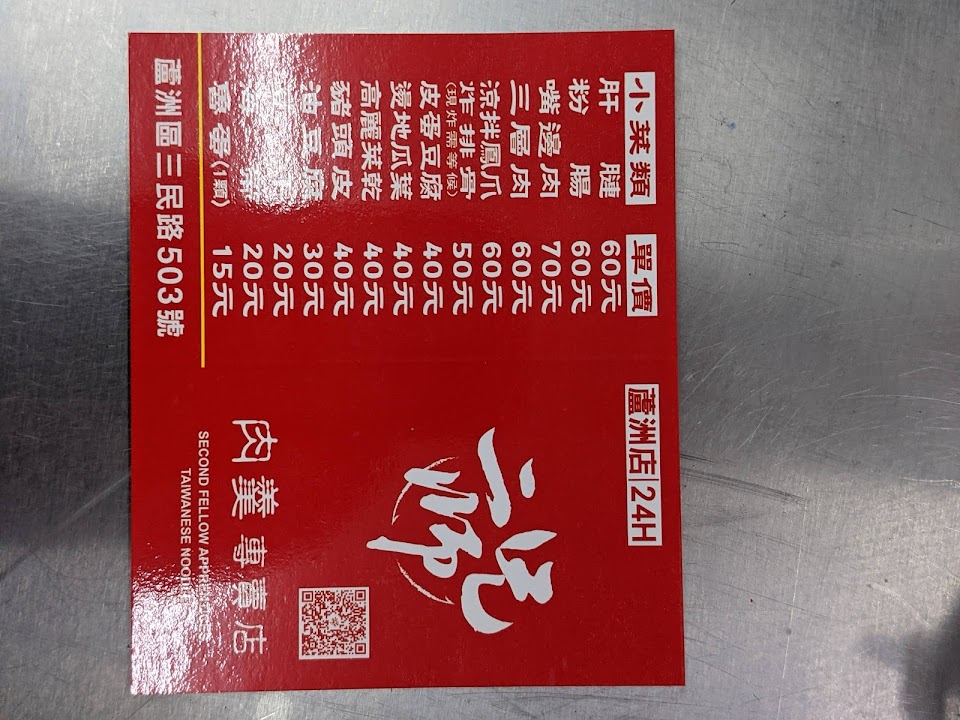 小菜類 單價
肝腱 60元
粉腸 60元
嘴邊肉 70元
三層肉 60元
涼拌鳳爪 60元
炸排骨 50元
(現炸需等候)
皮蛋豆腐 40元
燙地瓜葉 40元
高麗菜乾 40元
豬頭皮 40元
油豆腐 30元
20元
20元
魯蛋(1顆) 15元
蘆洲區三民路503號
蘆洲店 24H
二師兄
肉羹專賣店
SECOND FELLOW
TAIWANESE